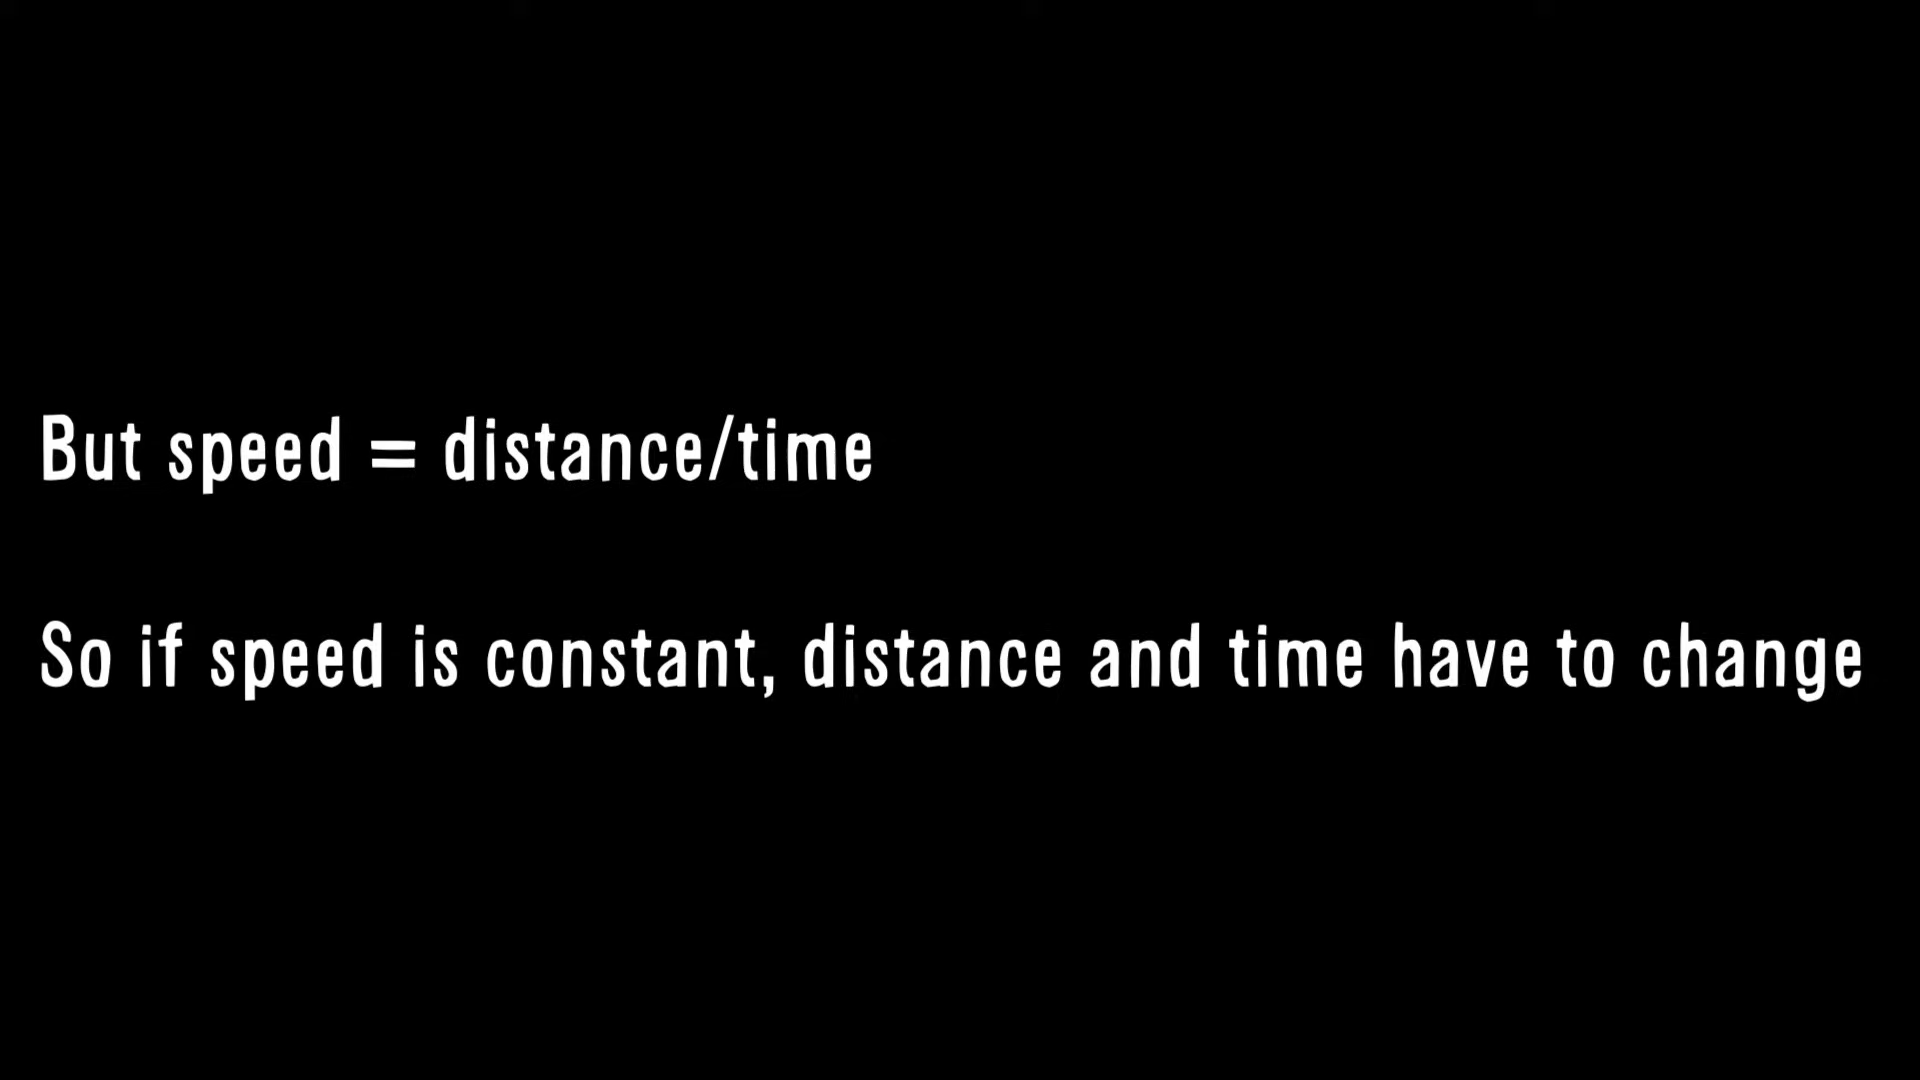 But speed = distance/time
So if speed is constant, distance and time have to change